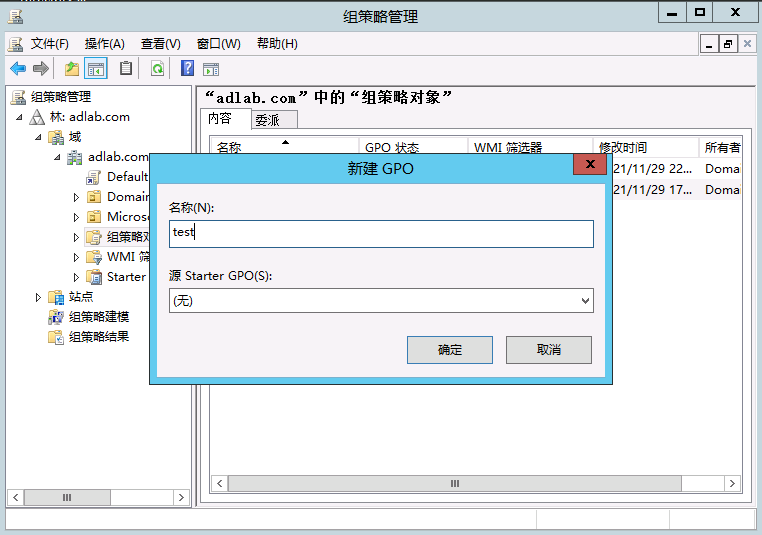 组策略管理
文件(F) 操作(A) 查看(V) 窗口(W) 帮助(H)
组策略管理
林: adlab.com
域
adlab.com
Default
Domain
组策略对
WMI 筛
Starter
站点
组策略建模
组策略结果
“adlab.com”中的“组策略对象”
内容 委派
名称 GPO 状态 WMI 筛选器 修改时间 所有者
21/11/29 22... Doma
21/11/29 17... Doma
新建 GPO
名称(N):
test
源 Starter GPO(S):
(无)
确定 取消